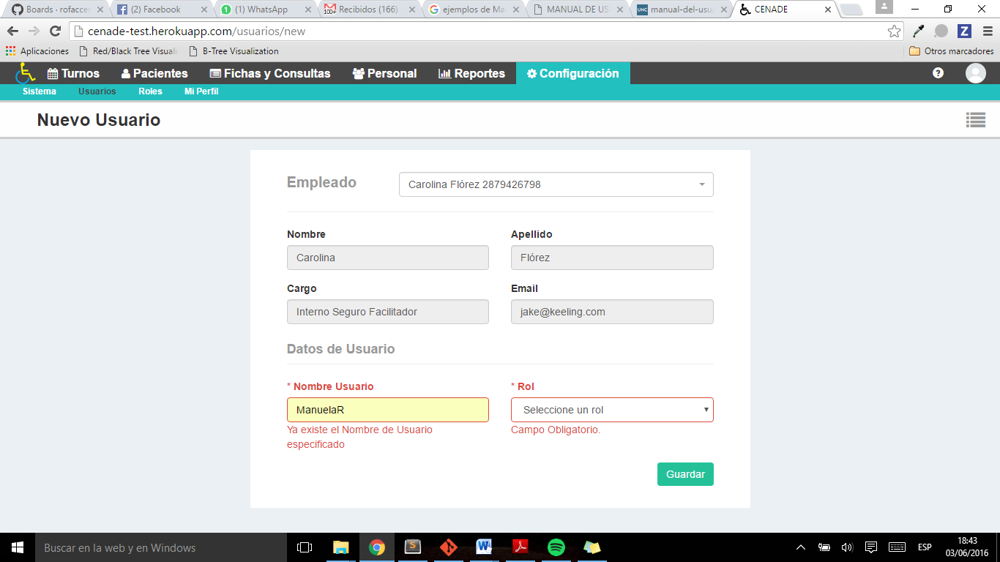 Boards · rofacces
(2) Facebook
(1) WhatsApp
100+ Recibidos (166)
ejemplos de Ma
MANUAL DE US
UNC manual-del-usu
CENADE
cenade-test.herokuapp.com/usuarios/new
Z
Aplicaciones
Red/Black Tree Visuali
B-Tree Visualization
Otros marcadores
Turnos
Pacientes
Fichas y Consultas
Personal
Reportes
Configuración
?
Sistema
Usuarios
Roles
Mi Perfil
Nuevo Usuario
Empleado
Carolina Flórez 2879426798
Nombre
Apellido
Carolina
Flórez
Cargo
Email
Interno Seguro Facilitador
jake@keeling.com
Datos de Usuario
* Nombre Usuario
* Rol
ManuelaR
Seleccione un rol
Ya existe el Nombre de Usuario
especificado
Campo Obligatorio.
Guardar
Buscar en la web y en Windows
S
W
ESP
18:43
03/06/2016